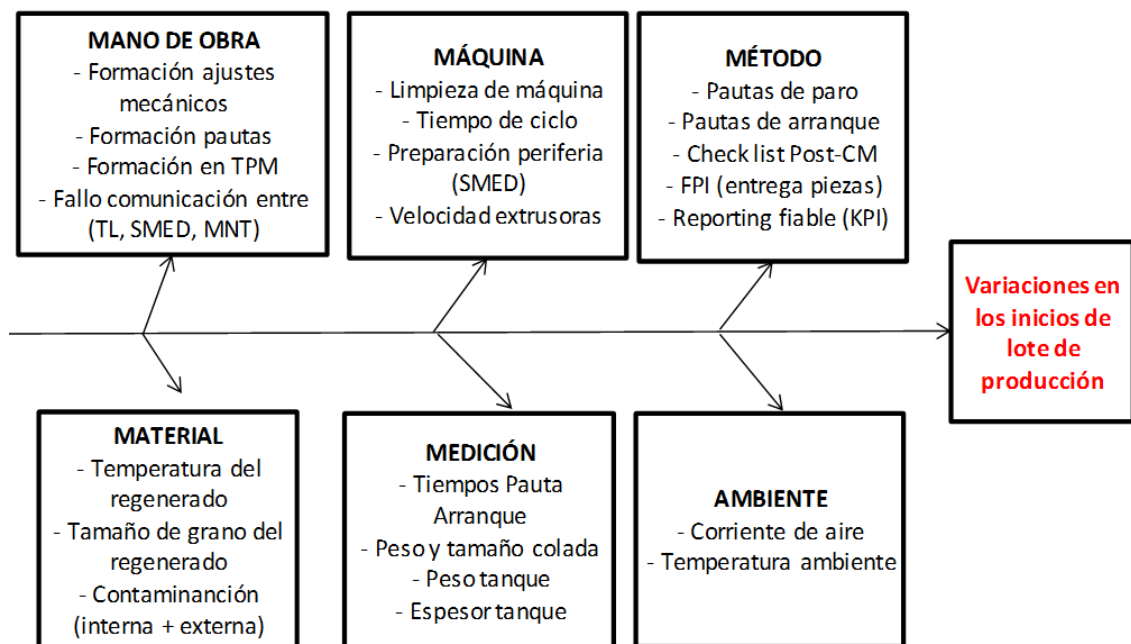 MANO DE OBRA
- Formación ajustes
mecánicos
- Formación pautas
- Formación en TPM
- Fallo comunicación entre
(TL, SMED, MNT)
MÁQUINA
- Limpieza de máquina
- Tiempo de ciclo
- Preparación periferia
(SMED)
- Velocidad extrusoras
MÉTODO
- Pautas de paro
- Pautas de arranque
- Check list Post-CM
- FPI (entrega piezas)
- Reporting fiable (KPI)
Variaciones en
los inicios de
lote de
producción
MATERIAL
- Temperatura del
regenerado
- Tamaño de grano del
regenerado
- Contaminanción
(interna + externa)
MEDICIÓN
- Tiempos Pauta
Arranque
- Peso y tamaño colada
- Peso tanque
- Espesor tanque
AMBIENTE
- Corriente de aire
- Temperatura ambiente